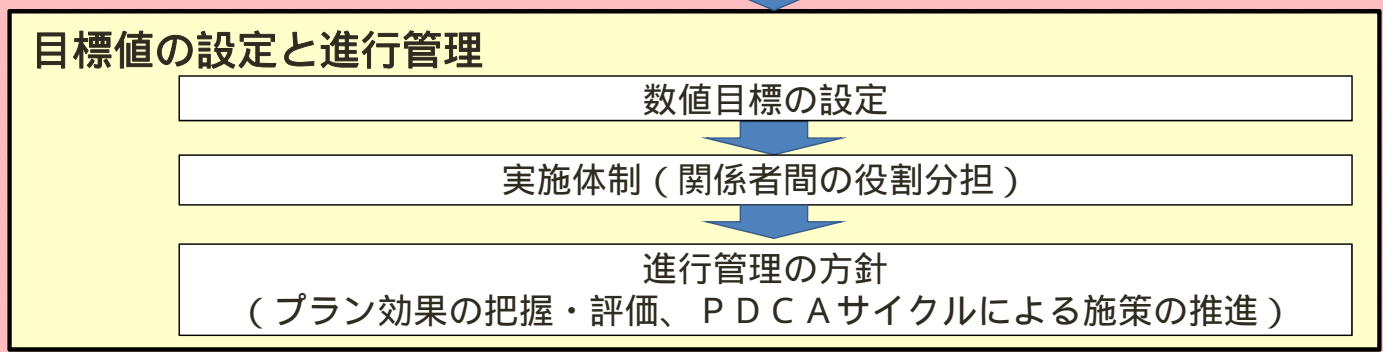 目標値の設定と進行管理
数値目標の設定
実施体制(関係者間の役割分担)
進行管理の方針
(プラン効果の把握・評価、PDCAサイクルによる施策の推進)